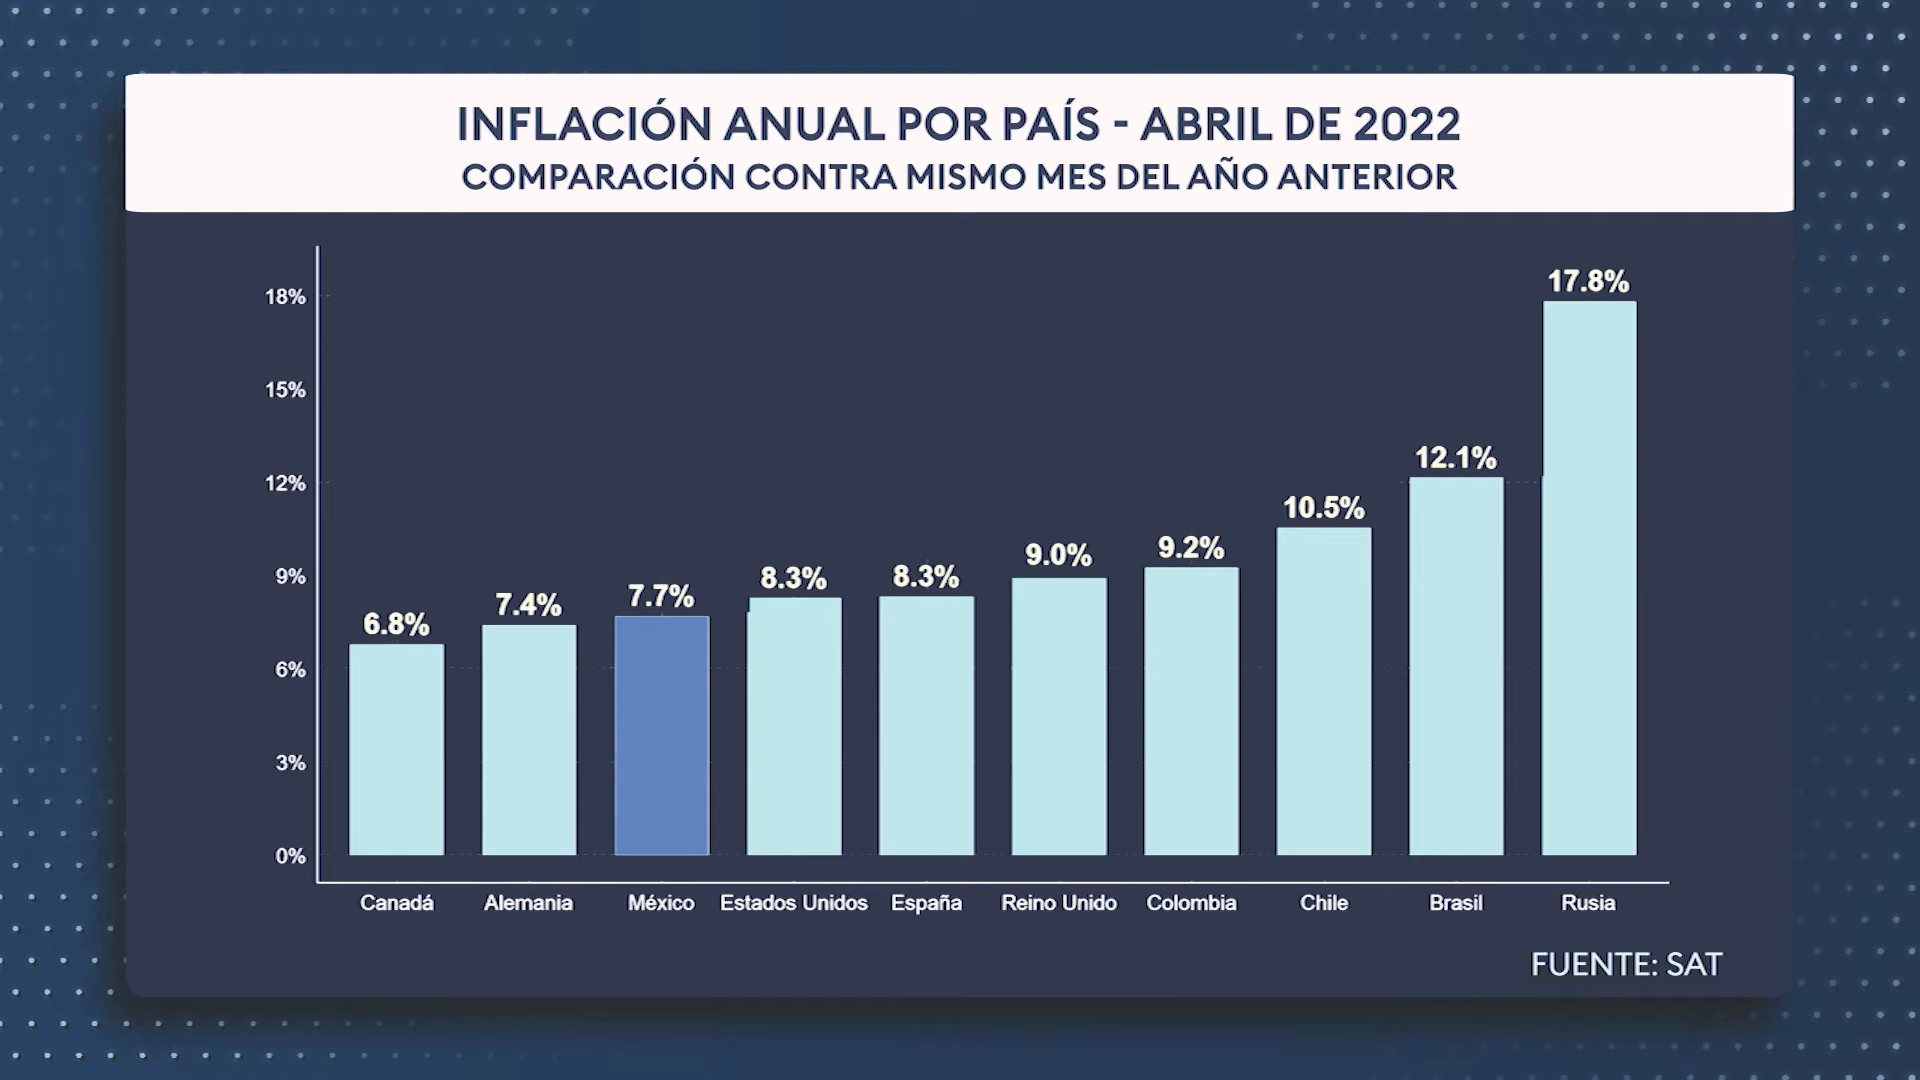 INFLACIÓN ANUAL POR PAÍS - ABRIL DE 2022
COMPARACIÓN CONTRA MISMO MES DEL AÑO ANTERIOR
18%
15%
12%
9%
6%
3%
0%
6.8%
7.4%
7.7%
8.3%
8.3%
9.0%
9.2%
10.5%
12.1%
17.8%
Canadá
Alemania
México
Estados Unidos
España
Reino Unido
Colombia
Chile
Brasil
Rusia
FUENTE: SAT